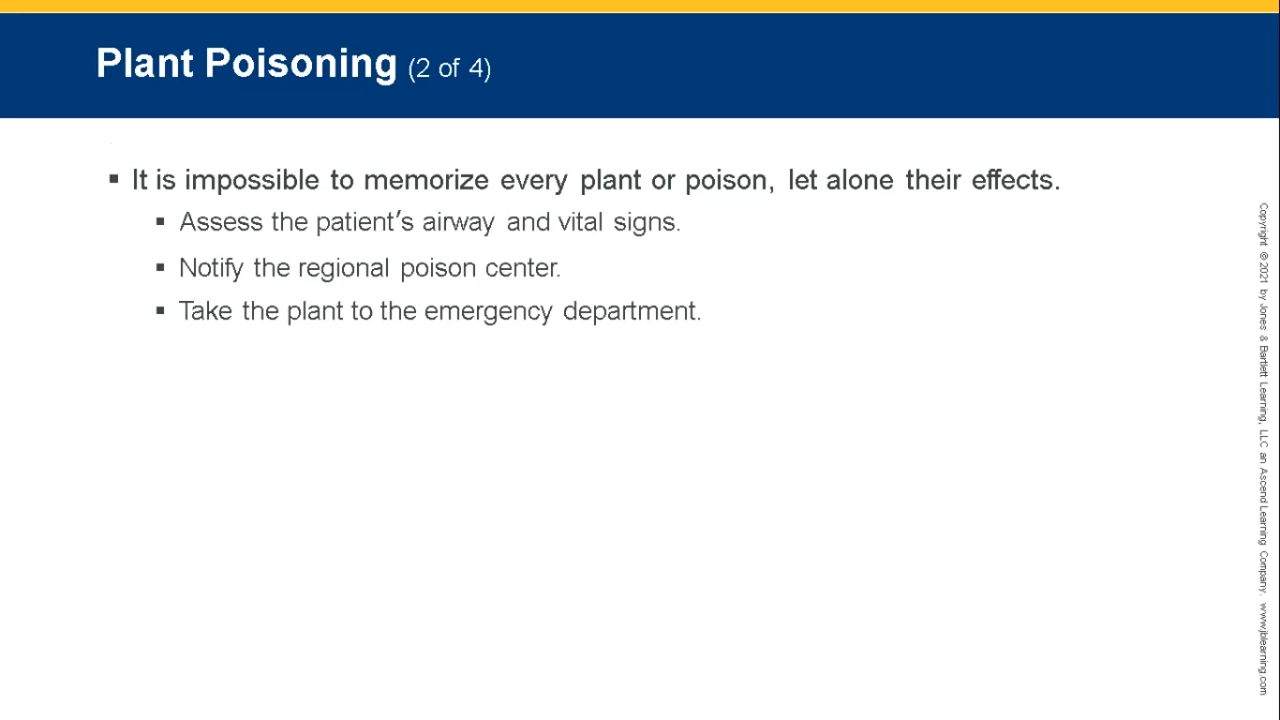 Plant Poisoning (2 of 4)
▪ It is impossible to memorize every plant or poison, let alone their effects.
▪ Assess the patient’s airway and vital signs.
▪ Notify the regional poison center.
▪ Take the plant to the emergency department.
Copyright ©2021 by Jones & Bartlett Learning, LLC an Ascend Learning Company. www.jblearning.com